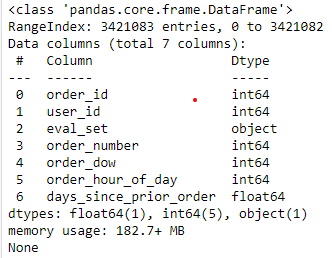 <class 'pandas.core.frame.DataFrame'>
RangeIndex: 3421083 entries, 0 to 3421082
Data columns (total 7 columns):
 #   Column                  Dtype
---  ------                  -----
 0   order_id                int64
 1   user_id                 int64
 2   eval_set                object
 3   order_number            int64
 4   order_dow               int64
 5   order_hour_of_day       int64
 6   days_since_prior_order  float64
dtypes: float64(1), int64(5), object(1)
memory usage: 182.7+ MB
None